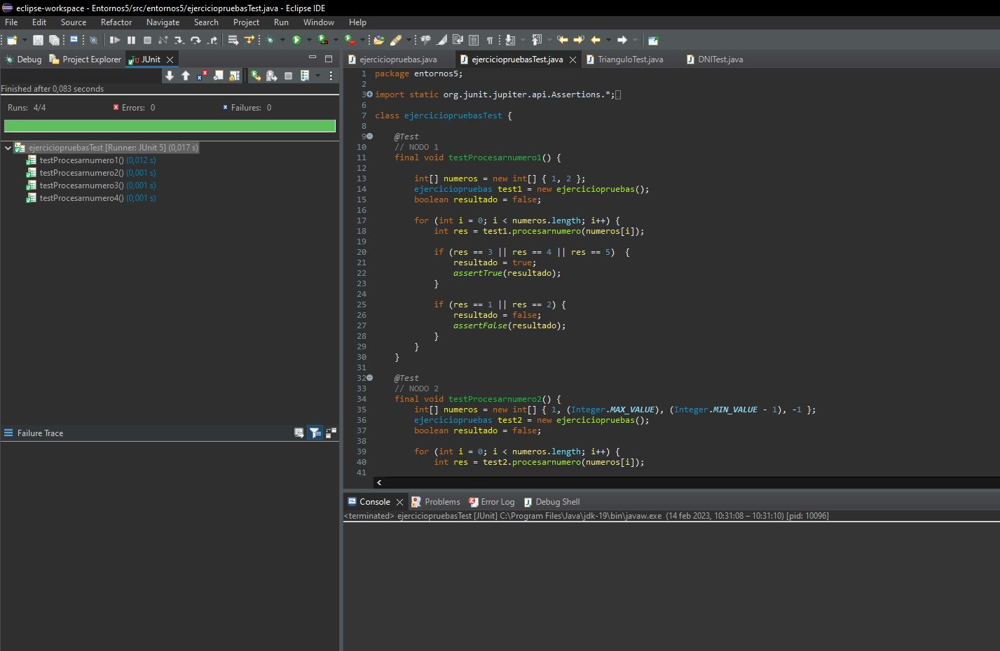 eclipse-workspace - Entornos5/src/entornos5/ejerciciopruebasTest.java - Eclipse IDE
File Edit Source Refactor Navigate Search Project Run Window Help
Debug Project Explorer JUnit
Finished after 0,083 seconds
Runs: 4/4 Errors: 0 Failures: 0
ejerciciopruebasTest [Runner: JUnit 5] (0,017 s)
testProcesarnumero1() (0,012 s)
testProcesarnumero2() (0,001 s)
testProcesarnumero3() (0,001 s)
testProcesarnumero4() (0,001 s)
Failure Trace
ejerciciopruebas.java ejerciciopruebasTest.java TrianguloTest.java DNITest.java
1 package entornos5;
2
3 import static org.junit.jupiter.api.Assertions.*;
6
7 class ejerciciopruebasTest {
8
9 @Test
10 // NODO 1
11 final void testProcesarnumero1() {
12
13 int[] numeros = new int[] { 1, 2 };
14 ejerciciopruebas test1 = new ejerciciopruebas();
15 boolean resultado = false;
16
17 for (int i = 0; i < numeros.length; i++) {
18 int res = test1.procesarnumero(numeros[i]);
19
20 if (res == 3 || res == 4 || res == 5)  {
21 resultado = true;
22 assertTrue(resultado);
23 }
24
25 if (res == 1 || res == 2) {
26 resultado = false;
27 assertFalse(resultado);
28 }
29 }
30 }
31
32 @Test
33 // NODO 2
34 final void testProcesarnumero2() {
35 int[] numeros = new int[] { 1, (Integer.MAX_VALUE), (Integer.MIN_VALUE - 1), -1 };
36 ejerciciopruebas test2 = new ejerciciopruebas();
37 boolean resultado = false;
38
39 for (int i = 0; i < numeros.length; i++) {
40 int res = test2.procesarnumero(numeros[i]);
41
Console Problems Error Log Debug Shell
<terminated> ejerciciopruebasTest [JUnit] C:\Program Files\Java\jdk-19\bin\javaw.exe (14 feb 2023, 10:31:08 – 10:31:10) [pid: 10096]